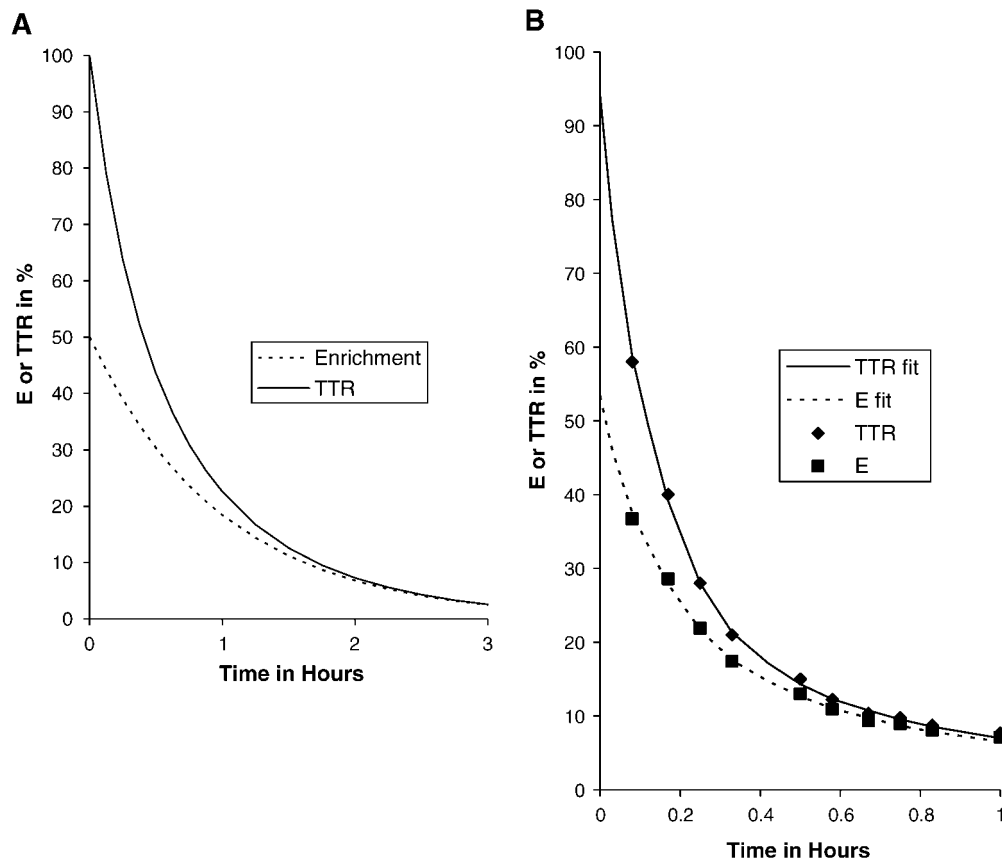 A
E or TTR in %
100
90
80
70
60
50
40
30
20
10
0
0 1 2 3
Time in Hours
Enrichment
TTR
B
E or TTR in %
100
90
80
70
60
50
40
30
20
10
0
0 0.2 0.4 0.6 0.8 1
Time in Hours
TTR fit
E fit
TTR
E